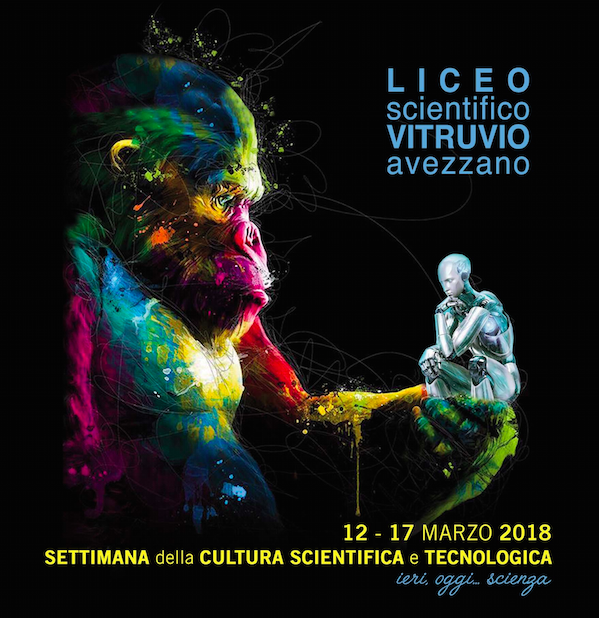 LICEO
scientifico
VITRUVIO
avezzano
12 - 17 MARZO 2018
SETTIMANA della CULTURA SCIENTIFICA e TECNOLOGICA
ieri, oggi... scienza